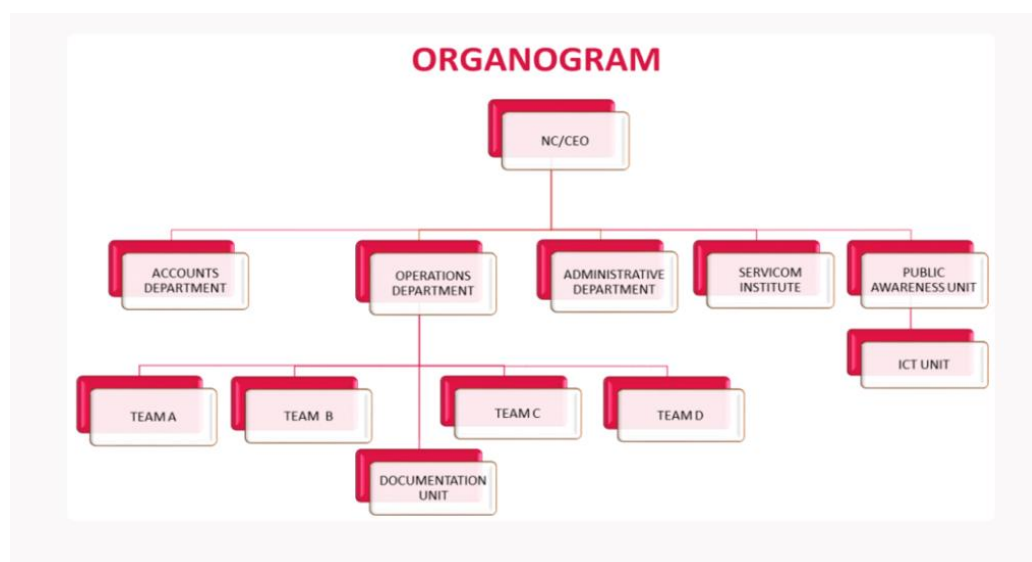 ORGANOGRAM
NC/CEO
ACCOUNTS
DEPARTMENT
OPERATIONS
DEPARTMENT
ADMINISTRATIVE
DEPARTMENT
SERVICOM
INSTITUTE
PUBLIC
AWARENESS UNIT
ICT UNIT
TEAM A
TEAM B
TEAM C
TEAM D
DOCUMENTATION
UNIT